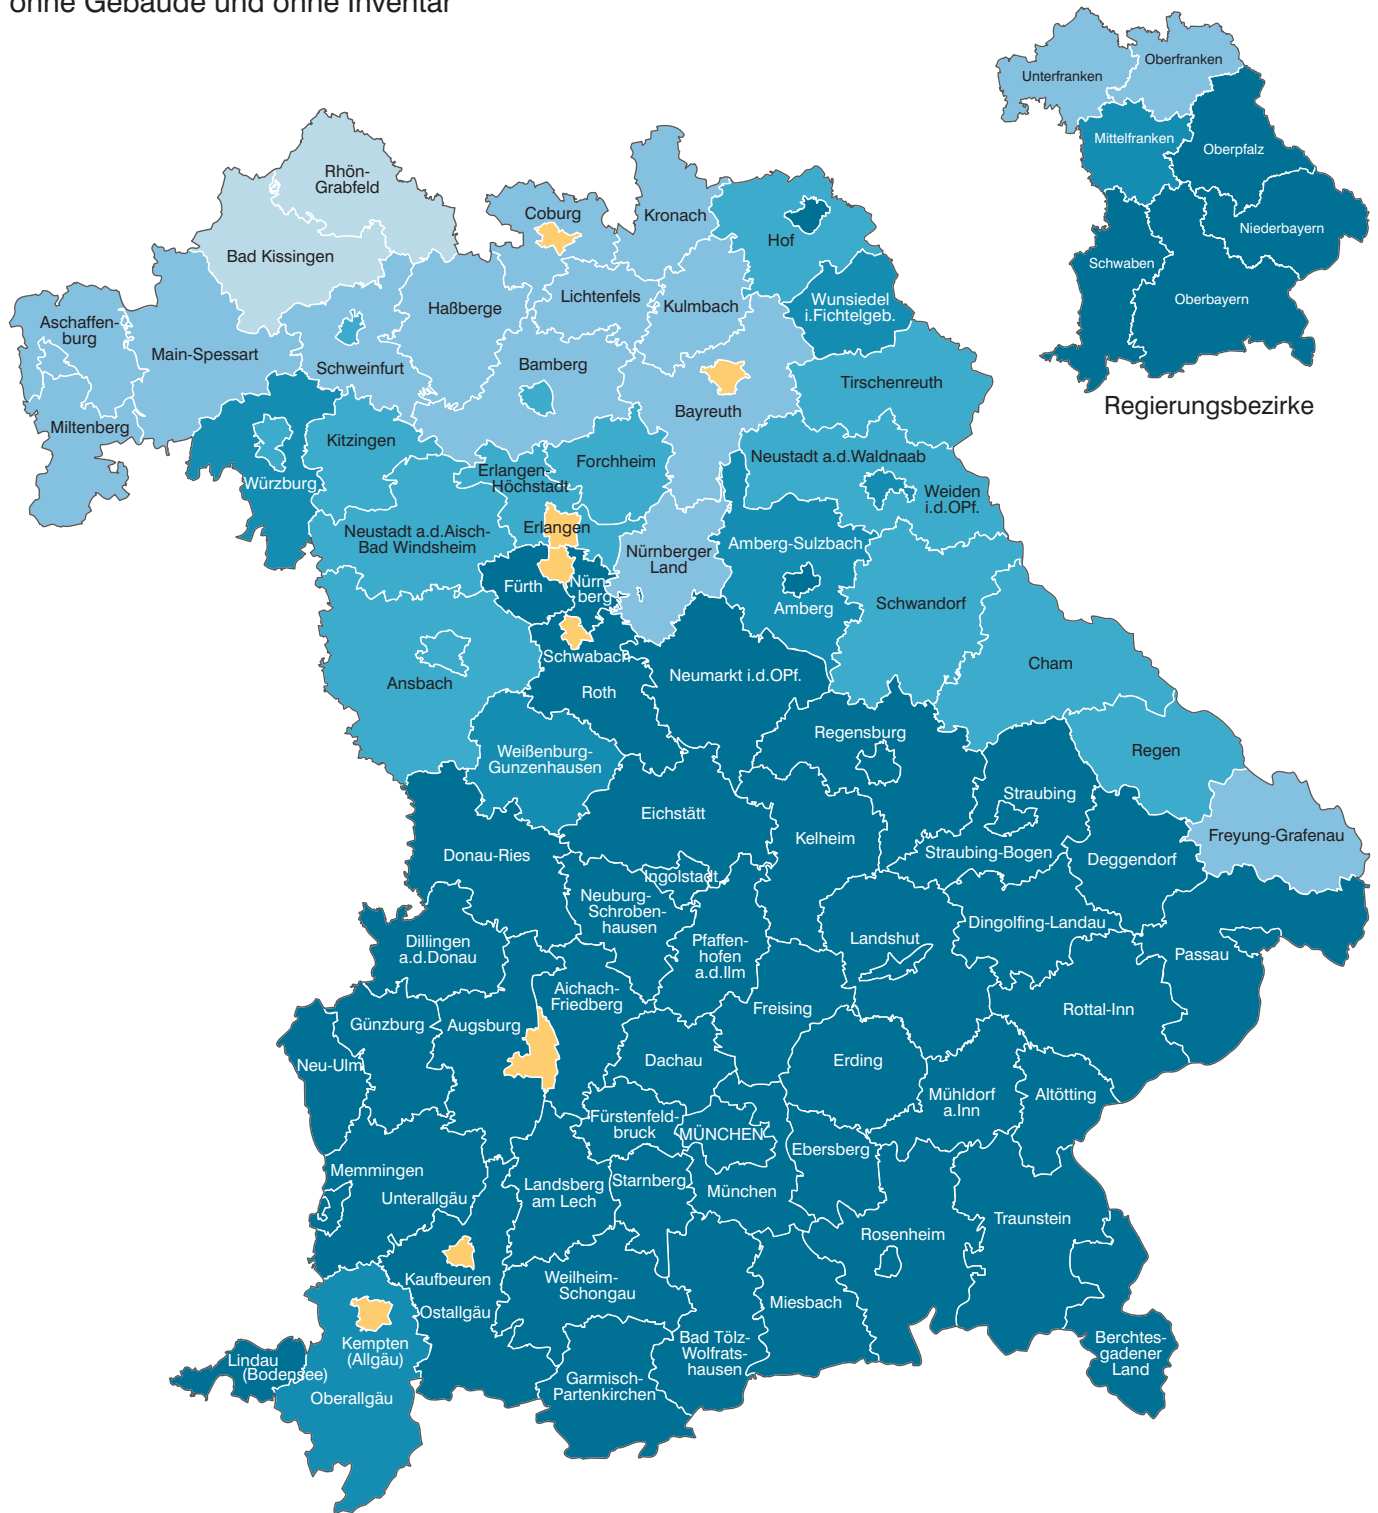 ohne Gebäude und ohne Inventar
Unterfranken
Oberfranken
Mittelfranken
Oberpfalz
Niederbayern
Schwaben
Oberbayern
Regierungsbezirke
Rhön-
Grabfeld
Bad Kissingen
Coburg
Kronach
Hof
Aschaffen-
burg
Main-Spessart
Haßberge
Lichtenfels
Kulmbach
Wunsiedel
i.Fichtelgeb.
Schweinfurt
Bamberg
Bayreuth
Tirschenreuth
Miltenberg
Kitzingen
Würzburg
Erlangen-
Höchstadt
Forchheim
Neustadt a.d.Waldnaab
Weiden
i.d.OPf.
Neustadt a.d.Aisch-
Bad Windsheim
Erlangen
Nürnberger
Land
Amberg-Sulzbach
Fürth
Nürn-
berg
Amberg
Schwandorf
Ansbach
Schwabach
Roth
Neumarkt i.d.OPf.
Cham
Weißenburg-
Gunzenhausen
Regensburg
Regen
Eichstätt
Straubing
Donau-Ries
Kelheim
Straubing-Bogen
Deggendorf
Freyung-Grafenau
Ingolstadt
Neuburg-
Schroben-
hausen
Dillingen
a.d.Donau
Pfaffen-
hofen
a.d.Ilm
Landshut
Dingolfing-Landau
Passau
Aichach-
Friedberg
Freising
Rottal-Inn
Günzburg
Augsburg
Neu-Ulm
Dachau
Erding
Mühldorf
a.Inn
Altötting
Fürstenfeld-
bruck
MÜNCHEN
Ebersberg
Memmingen
Unterallgäu
Landsberg
am Lech
Starnberg
München
Traunstein
Rosenheim
Kaufbeuren
Ostallgäu
Weilheim-
Schongau
Miesbach
Kempten
(Allgäu)
Bad Tölz-
Wolfrats-
hausen
Berchtes-
gadener
Land
Lindau
(Bodensee)
Oberallgäu
Garmisch-
Partenkirchen